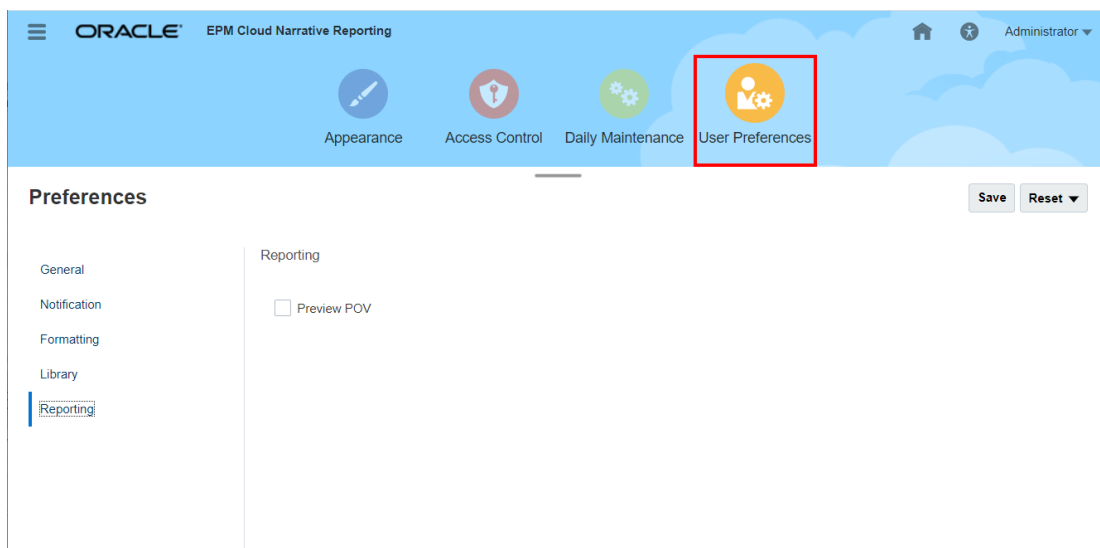 ORACLE® EPM Cloud Narrative Reporting Administrator
Appearance Access Control Daily Maintenance User Preferences
Preferences Save Reset
General
Notification
Formatting
Library
Reporting
Reporting
Preview POV